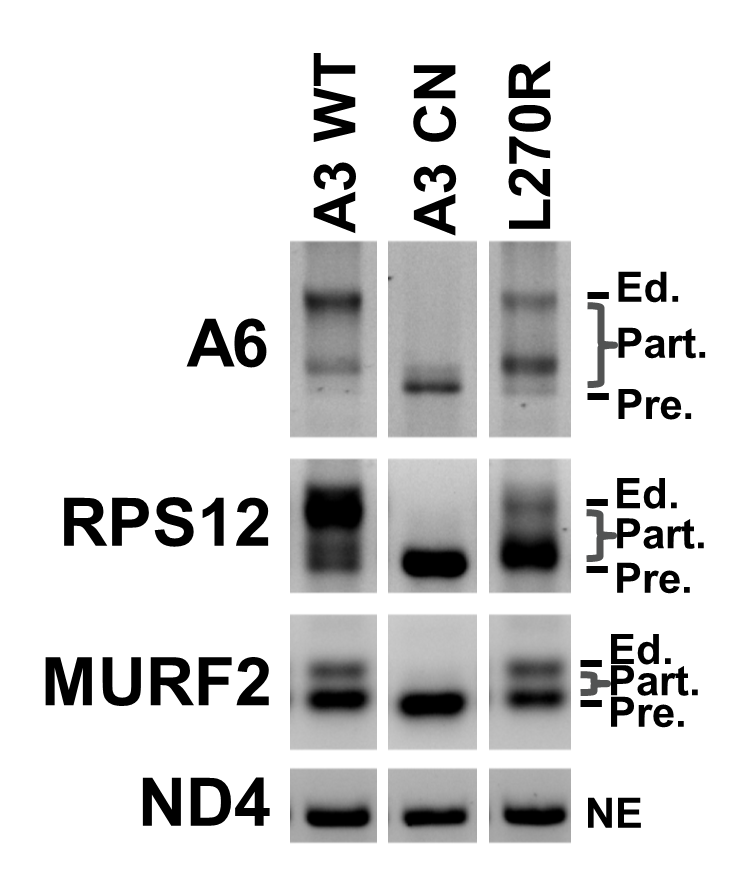 A3 WT
A3 CN
L270R
A6
Ed.
Part.
Pre.
RPS12
Ed.
Part.
Pre.
MURF2
Ed.
Part.
Pre.
ND4
NE